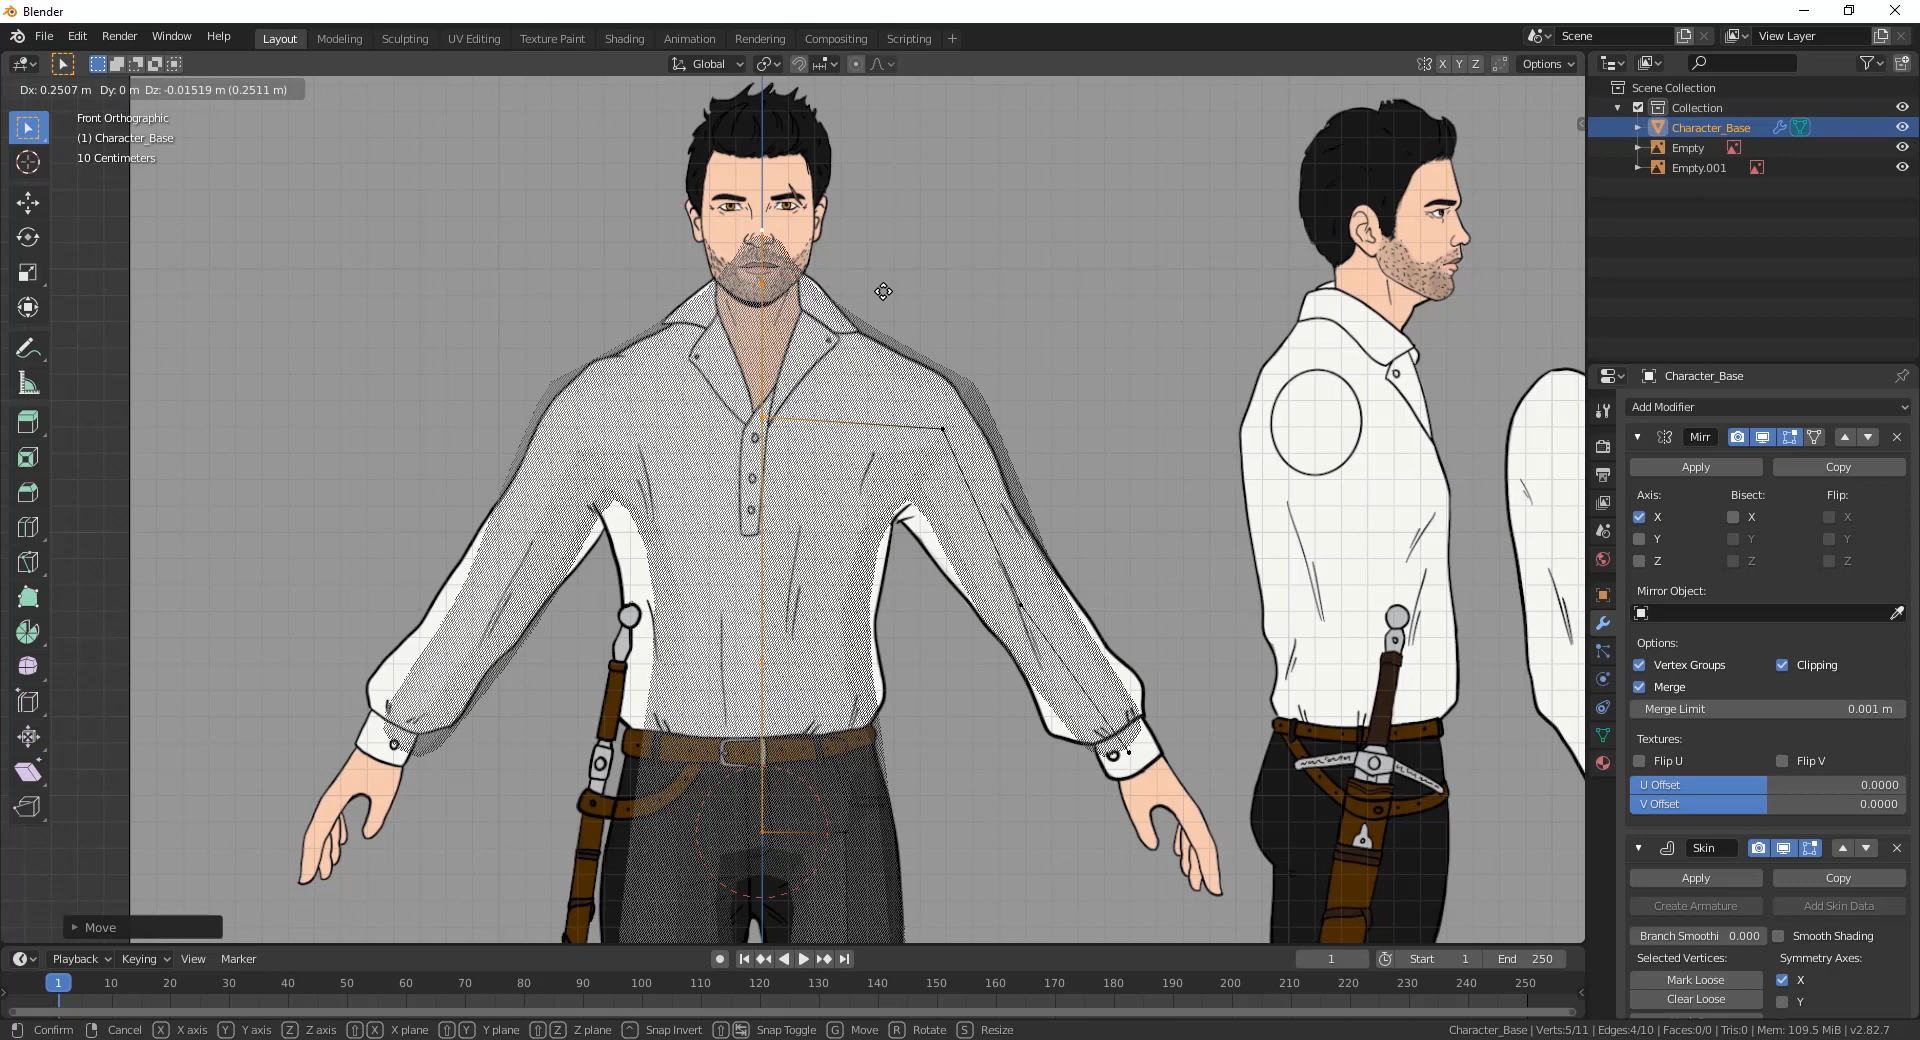 Blender
File Edit Render Window Help
Layout Modeling Sculpting UV Editing Texture Paint Shading Animation Rendering Compositing Scripting +
Scene
View Layer
Global
X Y Z
Options
Dx: 0.2507 m Dy: 0 m Dz: -0.01519 m (0.2511 m)
Front Orthographic
(1) Character_Base
10 Centimeters
Scene Collection
Collection
Character_Base
Empty
Empty.001
Character_Base
Add Modifier
Mirr
Apply Copy
Axis: Bisect: Flip:
X X X
Y Y Y
Z Z Z
Mirror Object:
Options:
Vertex Groups Clipping
Merge
Merge Limit 0.001 m
Textures:
Flip U Flip V
U Offset 0.0000
V Offset 0.0000
Skin
Apply Copy
Create Armature Add Skin Data
Branch Smoothi 0.000 Smooth Shading
Selected Vertices: Symmetry Axes:
Mark Loose X
Clear Loose Y
Move
Playback Keying View Marker
1 Start 1 End 250
1 10 20 30 40 50 60 70 80 90 100 110 120 130 140 150 160 170 180 190 200 210 220 230 240 250
Confirm Cancel X X axis Y Y axis Z Z axis X X plane Y Y plane Z Z plane ^ Snap Invert Snap Toggle G Move R Rotate S Resize
Character_Base | Verts:5/11 | Edges:4/10 | Faces:0/0 | Tris:0 | Mem: 109.5 MiB | v2.82.7